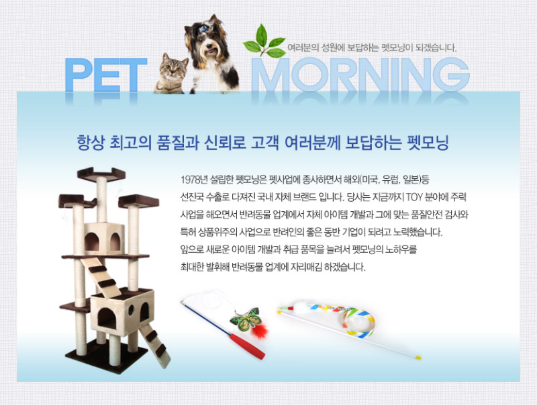 여러분의 성원에 보답하는 펫모닝이 되겠습니다.
PET MORNING
항상 최고의 품질과 신뢰로 고객 여러분께 보답하는 펫모닝
1978년 설립한 펫모닝은 펫사업에 종사하면서 해외(미국, 유럽, 일본)등
선진국 수출로 다져진 국내 자체 브랜드 입니다. 당사는 지금까지 TOY 분야에 주력
사업을 해오면서 반려동물 업계에서 자체 아이템 개발과 그에 맞는 품질안전 검사와
특허 상품위주의 사업으로 반려인의 좋은 동반 기업이 되려고 노력했습니다.
앞으로 새로운 아이템 개발과 취급 품목을 늘려서 펫모닝의 노하우를
최대한 발휘해 반려동물 업계에 자리매김 하겠습니다.